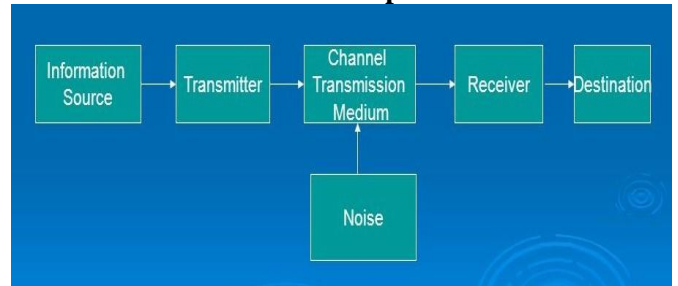 Information
Source
Transmitter
Channel
Transmission
Medium
Receiver
Destination
Noise